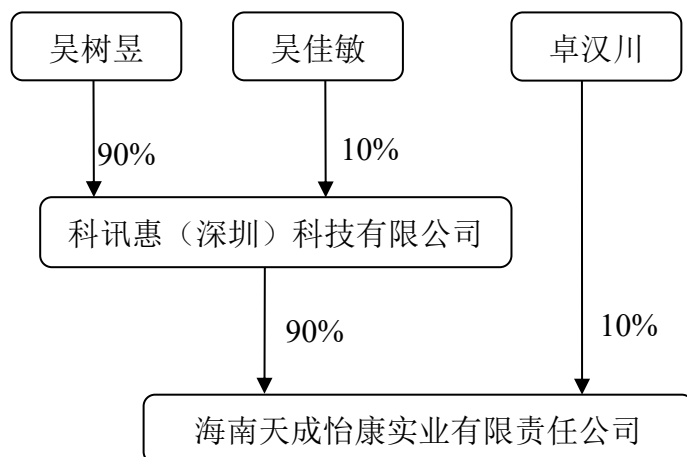 吴树昱
吴佳敏
卓汉川
90%
10%
科讯惠（深圳）科技有限公司
90%
10%
海南天成怡康实业有限责任公司